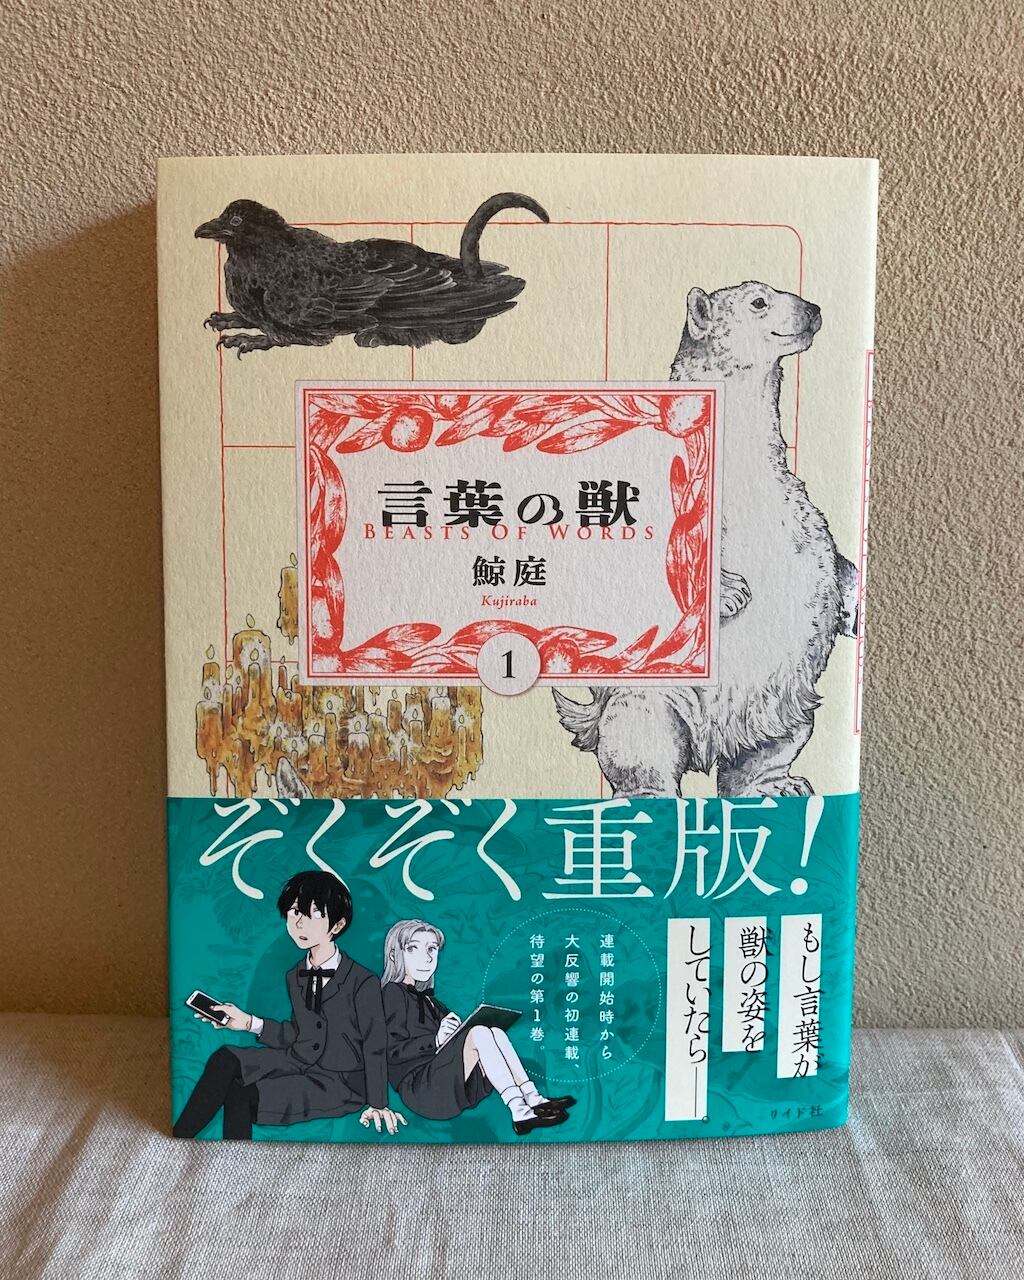 言葉の獣
BEASTS OF WORDS
鯨庭
Kujiraba
1
ぞくぞく重版!
もし言葉が
獣の姿を
していたら──。
連載開始時から
大反響の初連載、
待望の第1巻。
リイド社